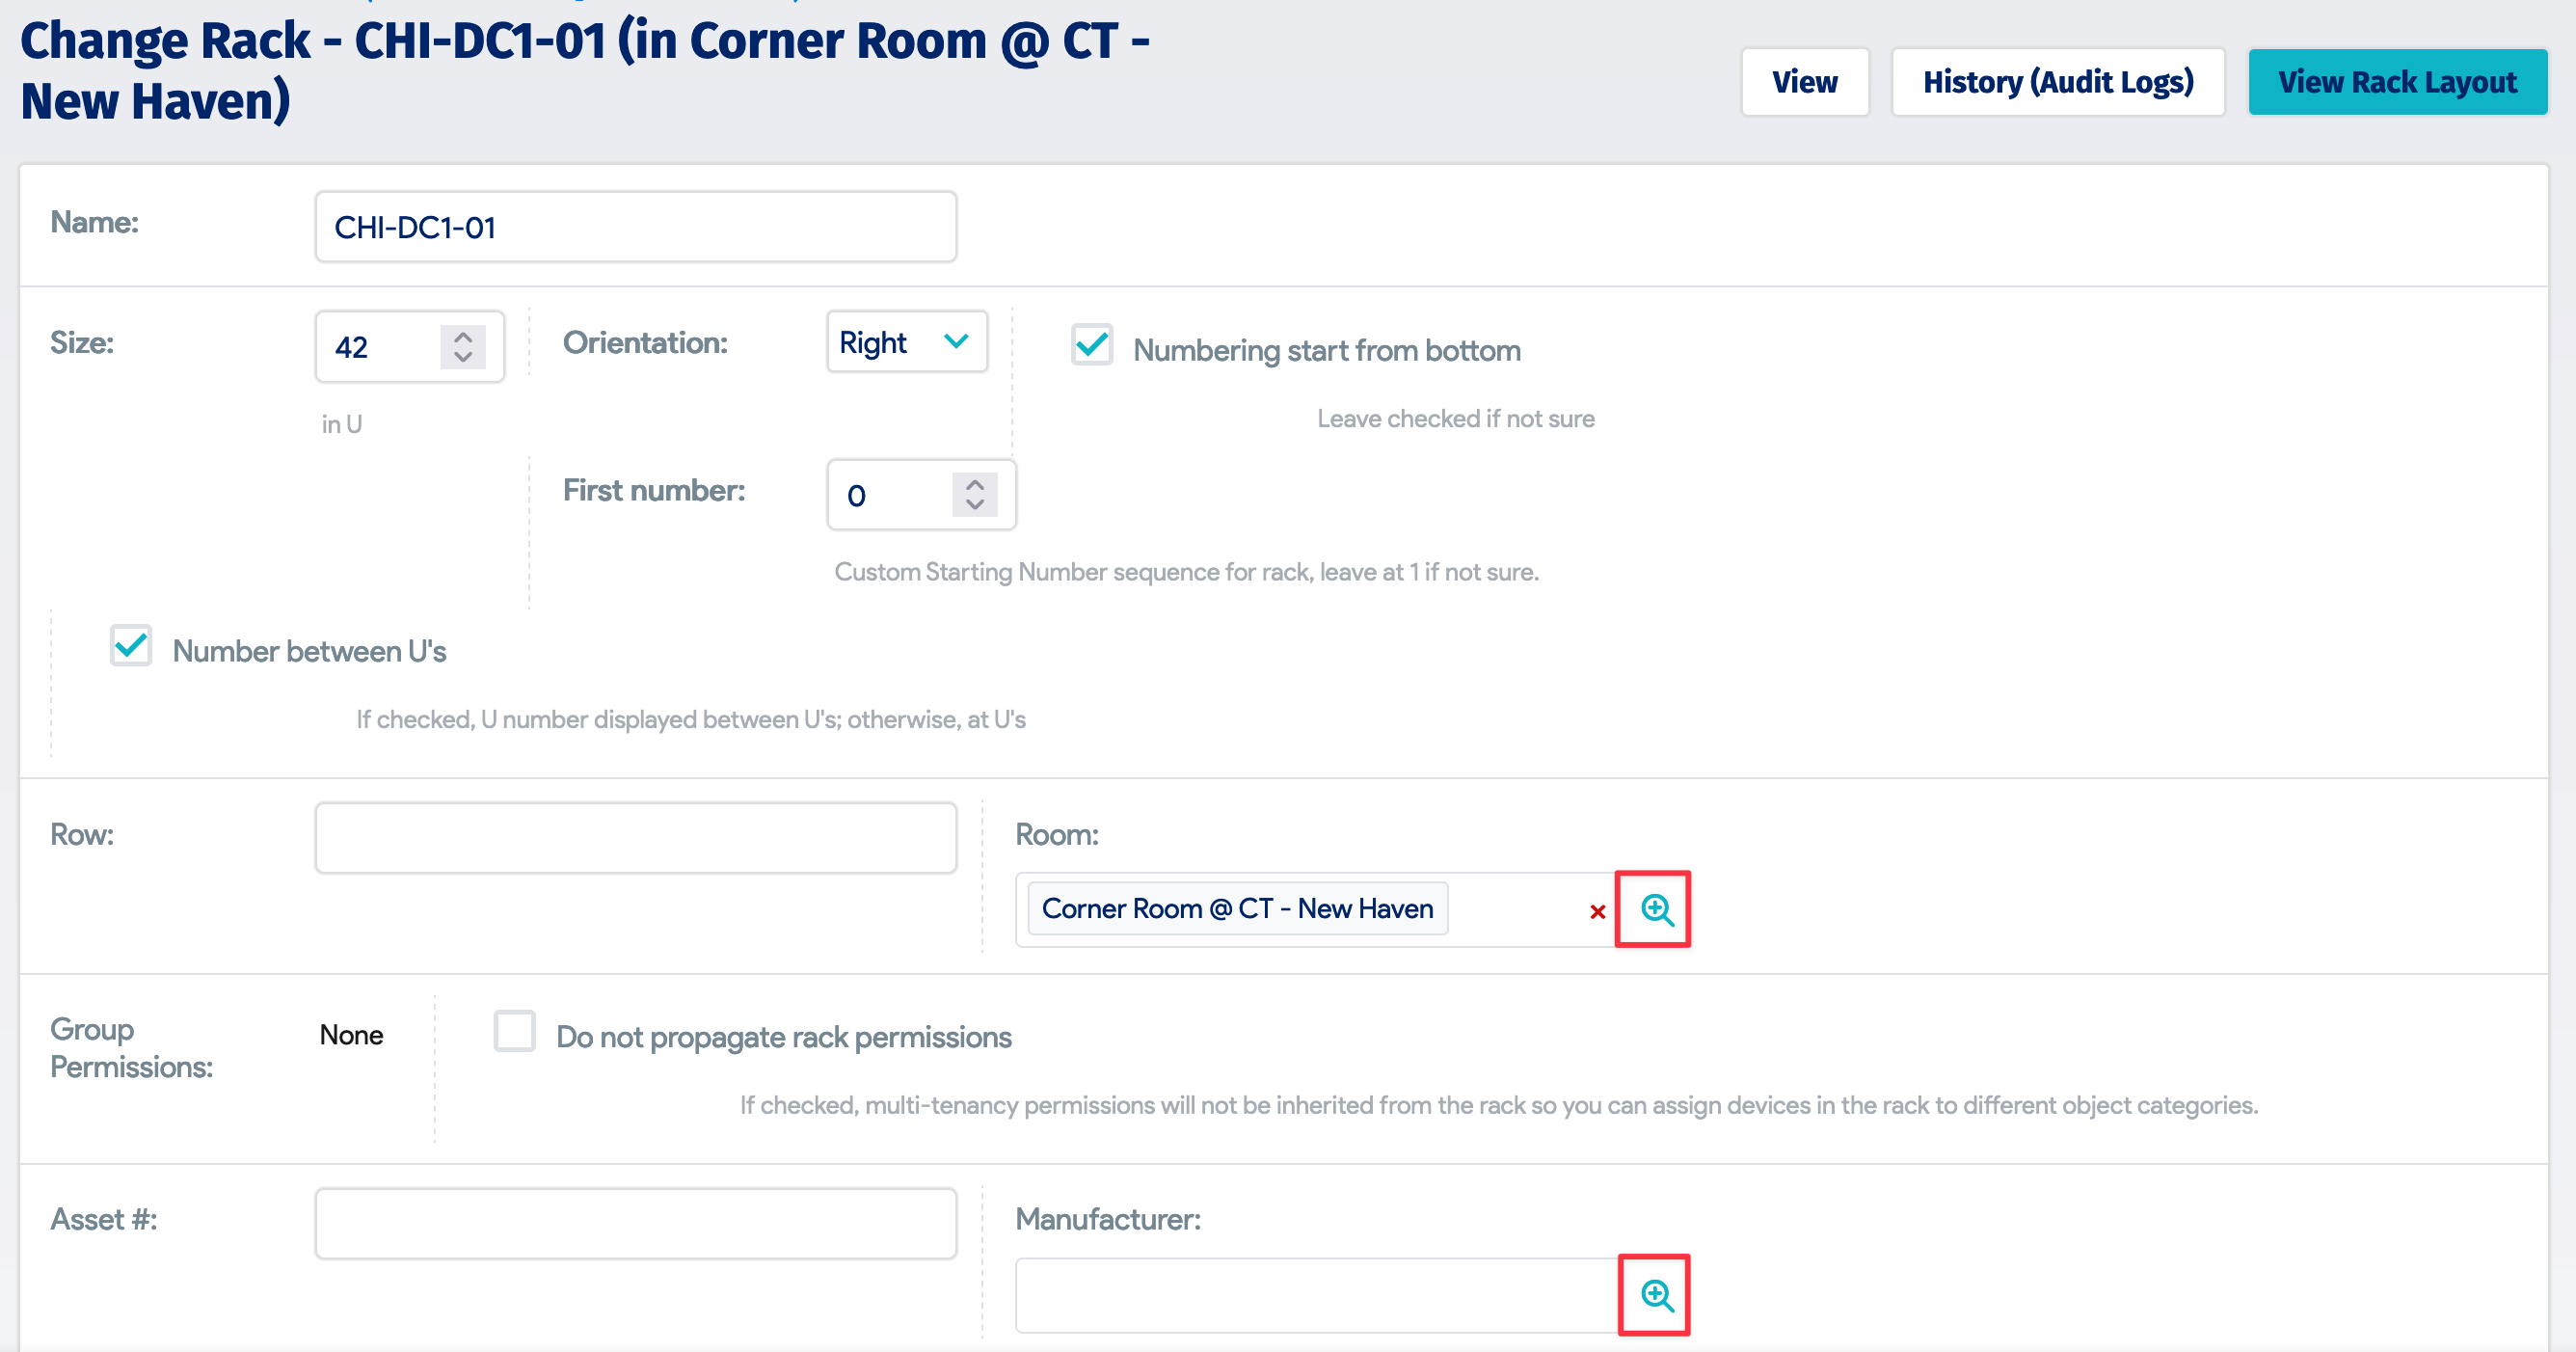 Change Rack - CHI-DC1-01 (in Corner Room @ CT -
New Haven)
View
History (Audit Logs)
View Rack Layout
Name:
CHI-DC1-01
Size:
42
in U
Orientation:
Right
Numbering start from bottom
Leave checked if not sure
First number:
0
Custom Starting Number sequence for rack, leave at 1 if not sure.
Number between U's
If checked, U number displayed between U's; otherwise, at U's
Row:
Room:
Corner Room @ CT - New Haven
Group
Permissions:
None
Do not propagate rack permissions
If checked, multi-tenancy permissions will not be inherited from the rack so you can assign devices in the rack to different object categories.
Asset #:
Manufacturer: